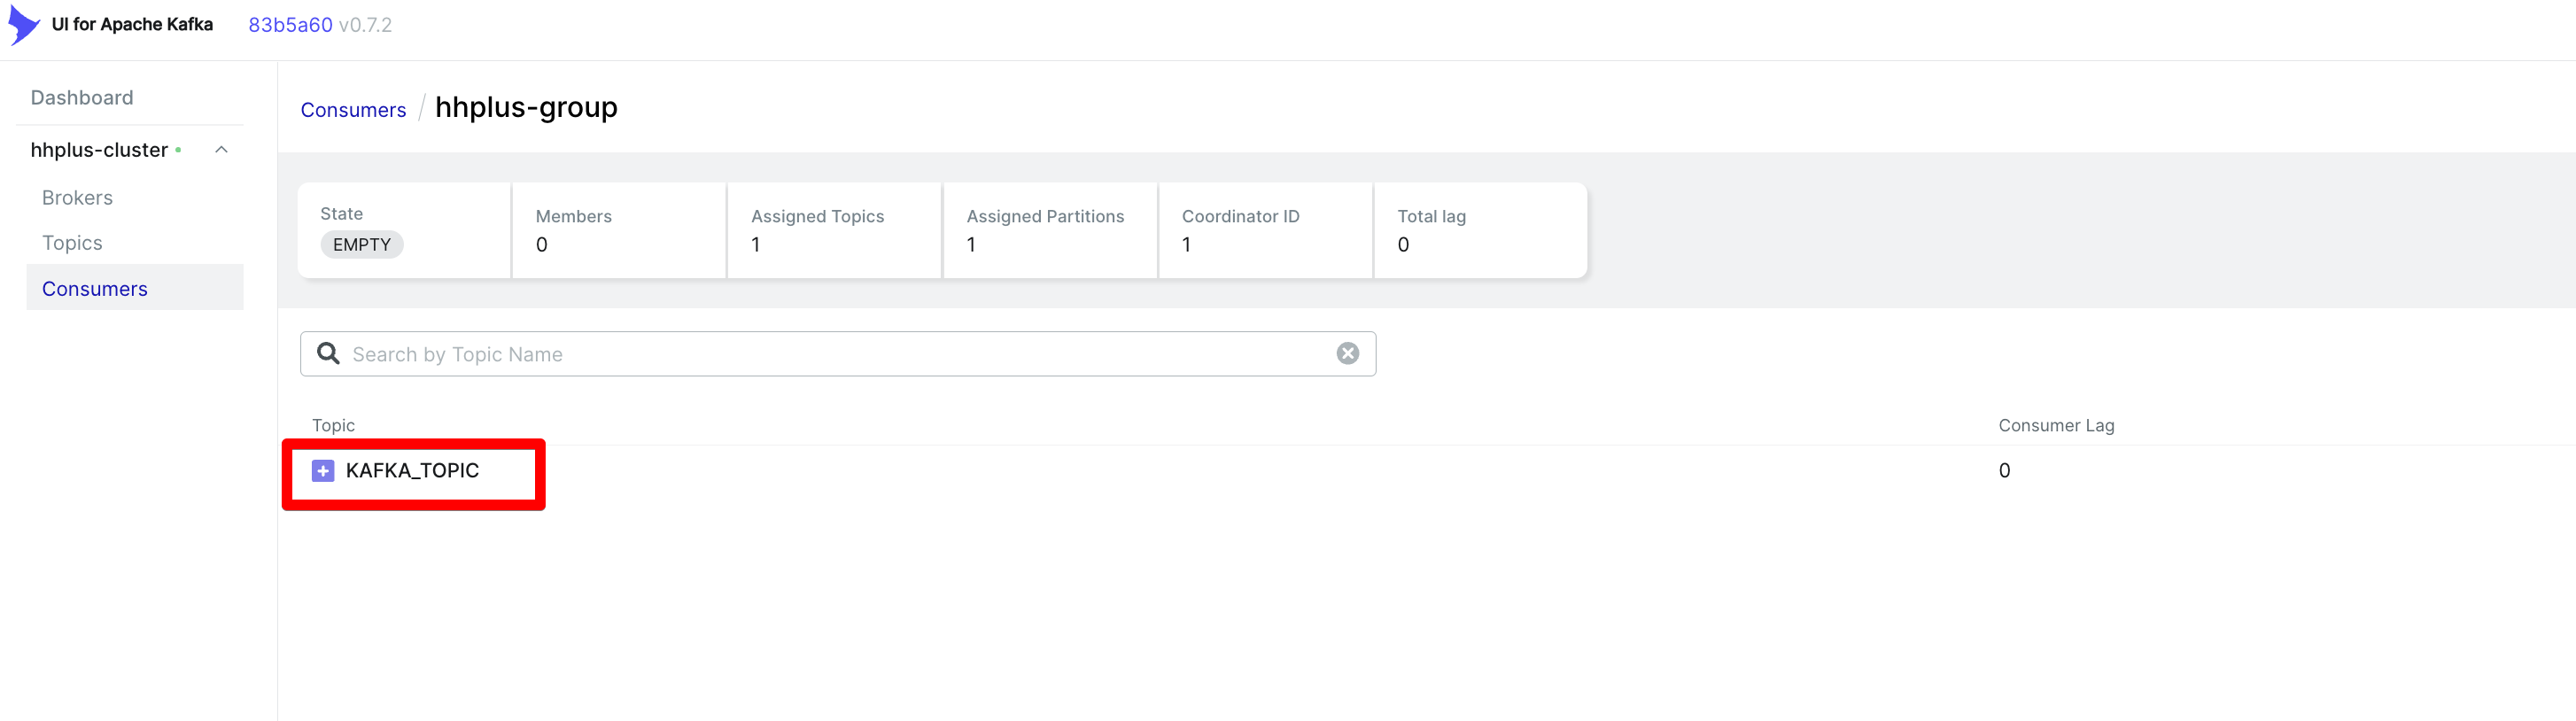 UI for Apache Kafka 83b5a60 v0.7.2
Dashboard
hhplus-cluster
Brokers
Topics
Consumers
Consumers / hhplus-group
State Members Assigned Topics Assigned Partitions Coordinator ID Total lag
EMPTY 0 1 1 1 0
Search by Topic Name
Topic Consumer Lag
KAFKA_TOPIC 0